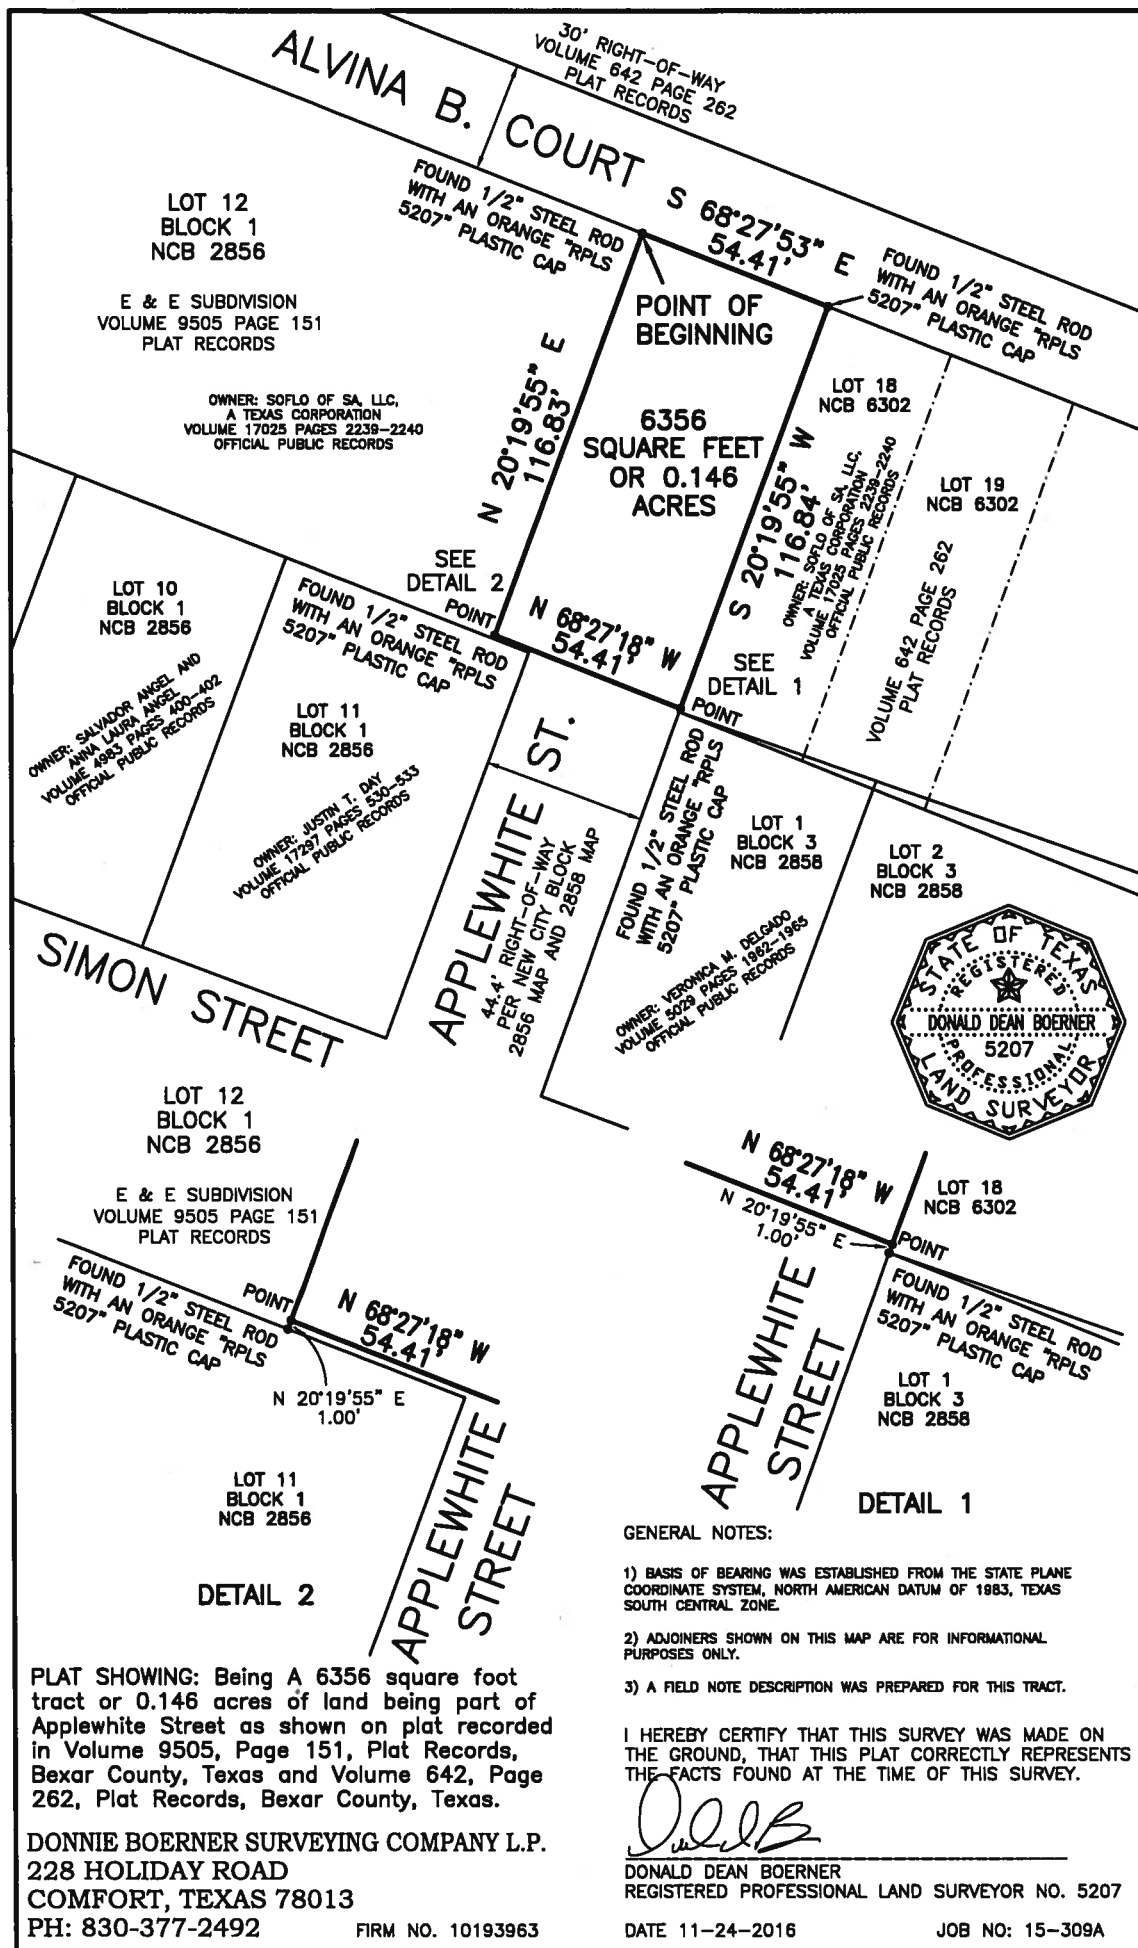 30' RIGHT-OF-WAY
VOLUME 642 PAGE 262
PLAT RECORDS
ALVINA B. COURT
S 68°27'53" E
54.41'
FOUND 1/2" STEEL ROD
WITH AN ORANGE "RPLS
5207" PLASTIC CAP
FOUND 1/2" STEEL ROD
WITH AN ORANGE "RPLS
5207" PLASTIC CAP
LOT 12
BLOCK 1
NCB 2856
E & E SUBDIVISION
VOLUME 9505 PAGE 151
PLAT RECORDS
OWNER: SOFLO OF SA, LLC,
A TEXAS CORPORATION
VOLUME 17025 PAGES 2239-2240
OFFICIAL PUBLIC RECORDS
POINT OF
BEGINNING
N 20°19'55" E
116.83'
6356
SQUARE FEET
OR 0.146
ACRES
S 20°19'55" W
116.84'
LOT 18
NCB 6302
OWNER: SOFLO OF SA, LLC,
A TEXAS CORPORATION
VOLUME 17025 PAGES 2239-2240
OFFICIAL PUBLIC RECORDS
LOT 19
NCB 6302
VOLUME 642 PAGE 262
PLAT RECORDS
SEE
DETAIL 2
POINT
N 68°27'18" W
54.41'
SEE
DETAIL 1
POINT
LOT 10
BLOCK 1
NCB 2856
OWNER: SALVADOR ANGEL AND
ANNA LAURA ANGEL
VOLUME 4983 PAGES 400-402
OFFICIAL PUBLIC RECORDS
FOUND 1/2" STEEL ROD
WITH AN ORANGE "RPLS
5207" PLASTIC CAP
LOT 11
BLOCK 1
NCB 2856
OWNER: JUSTIN T. DAY
VOLUME 17297 PAGES 530-533
OFFICIAL PUBLIC RECORDS
APPLEWHITE ST.
44.4' RIGHT-OF-WAY
PER NEW CITY BLOCK
2856 MAP AND 2858 MAP
FOUND 1/2" STEEL ROD
WITH AN ORANGE "RPLS
5207" PLASTIC CAP
LOT 1
BLOCK 3
NCB 2858
OWNER: VERONICA M. DELGADO
VOLUME 5029 PAGES 1962-1965
OFFICIAL PUBLIC RECORDS
LOT 2
BLOCK 3
NCB 2858
SIMON STREET
STATE OF TEXAS
REGISTERED
DONALD DEAN BOERNER
5207
PROFESSIONAL
LAND SURVEYOR
LOT 12
BLOCK 1
NCB 2856
E & E SUBDIVISION
VOLUME 9505 PAGE 151
PLAT RECORDS
FOUND 1/2" STEEL ROD
WITH AN ORANGE "RPLS
5207" PLASTIC CAP
POINT
N 68°27'18" W
54.41'
N 20°19'55" E
1.00'
LOT 11
BLOCK 1
NCB 2856
APPLEWHITE
STREET
DETAIL 2
N 68°27'18" W
54.41'
N 20°19'55" E
1.00'
LOT 18
NCB 6302
POINT
FOUND 1/2" STEEL ROD
WITH AN ORANGE "RPLS
5207" PLASTIC CAP
APPLEWHITE
STREET
LOT 1
BLOCK 3
NCB 2858
DETAIL 1
PLAT SHOWING: Being A 6356 square foot
tract or 0.146 acres of land being part of
Applewhite Street as shown on plat recorded
in Volume 9505, Page 151, Plat Records,
Bexar County, Texas and Volume 642, Page
262, Plat Records, Bexar County, Texas.
DONNIE BOERNER SURVEYING COMPANY L.P.
228 HOLIDAY ROAD
COMFORT, TEXAS 78013
PH: 830-377-2492 FIRM NO. 10193963
GENERAL NOTES:
1) BASIS OF BEARING WAS ESTABLISHED FROM THE STATE PLANE
COORDINATE SYSTEM, NORTH AMERICAN DATUM OF 1983, TEXAS
SOUTH CENTRAL ZONE.
2) ADJOINERS SHOWN ON THIS MAP ARE FOR INFORMATIONAL
PURPOSES ONLY.
3) A FIELD NOTE DESCRIPTION WAS PREPARED FOR THIS TRACT.
I HEREBY CERTIFY THAT THIS SURVEY WAS MADE ON
THE GROUND, THAT THIS PLAT CORRECTLY REPRESENTS
THE FACTS FOUND AT THE TIME OF THIS SURVEY.
DONALD DEAN BOERNER
REGISTERED PROFESSIONAL LAND SURVEYOR NO. 5207
DATE 11-24-2016 JOB NO: 15-309A